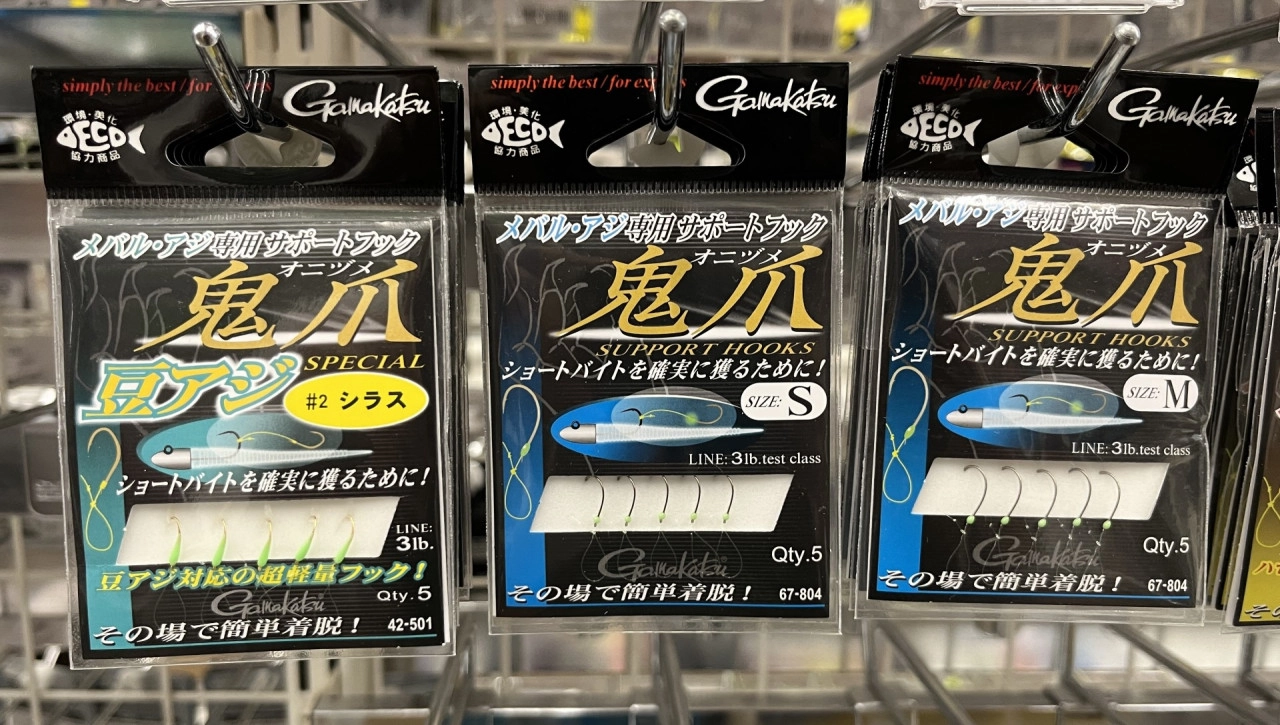 simply the best / for
Gamakatsu
環境・美化
ECO
協力商品
メバル・アジ専用サポートフック
オニヅメ
鬼爪
SPECIAL
豆アジ
#2 シラス
ショートバイトを確実に獲るために!
LINE:
3lb.
豆アジ対応の超軽量フック!
Qty.5
Gamakatsu
その場で簡単着脱!
42-501
simply the best / for
Gamakatsu
環境・美化
ECO
協力商品
メバル・アジ専用サポートフック
オニヅメ
鬼爪
SUPPORT HOOKS
ショートバイトを確実に獲るために!
SIZE: S
LINE: 3lb.test class
Gamakatsu
Qty.5
その場で簡単着脱!
67-804
simply the best / for
Gamakatsu
環境・美化
ECO
協力商品
メバル・アジ専用サポートフック
オニヅメ
鬼爪
SUPPORT HOOKS
ショートバイトを確実に獲るために!
SIZE: M
LINE: 3lb.test class
Gamakatsu
Qty.5
その場で簡単着脱!
67-804